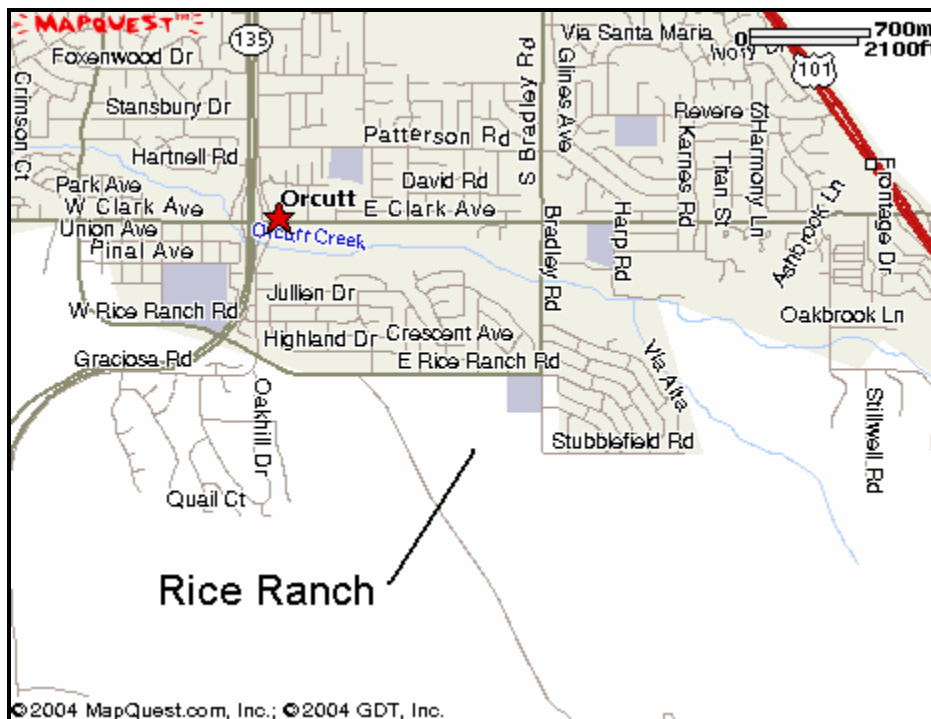 MAPQUEST™
135
Foxenwood Dr
Grimson Ct
Stansbury Dr
Hartnell Rd
Park Ave
W Clark Ave
Union Ave
Pinal Ave
W Rice Ranch Rd
Graciosa Rd
Orcutt
Orcutt Creek
Patterson Rd
David Rd
E Clark Ave
S Bradley Rd
Glines Ave
Via Santa Maria
Ivory Dr
0 700m
2100ft
101
Revere St
Karnes Rd
Titan St
Harmony Ln
Ashbrook Ln
Frontage Dr
Bradley Rd
Harp Rd
Jullien Dr
Highland Dr
Crescent Ave
E Rice Ranch Rd
Oakbrook Ln
Via Alta
Stillwell Rd
Oakhill Dr
Quail Ct
Stubblefield Rd
Rice Ranch
©2004 MapQuest.com, Inc.; ©2004 GDT, Inc.